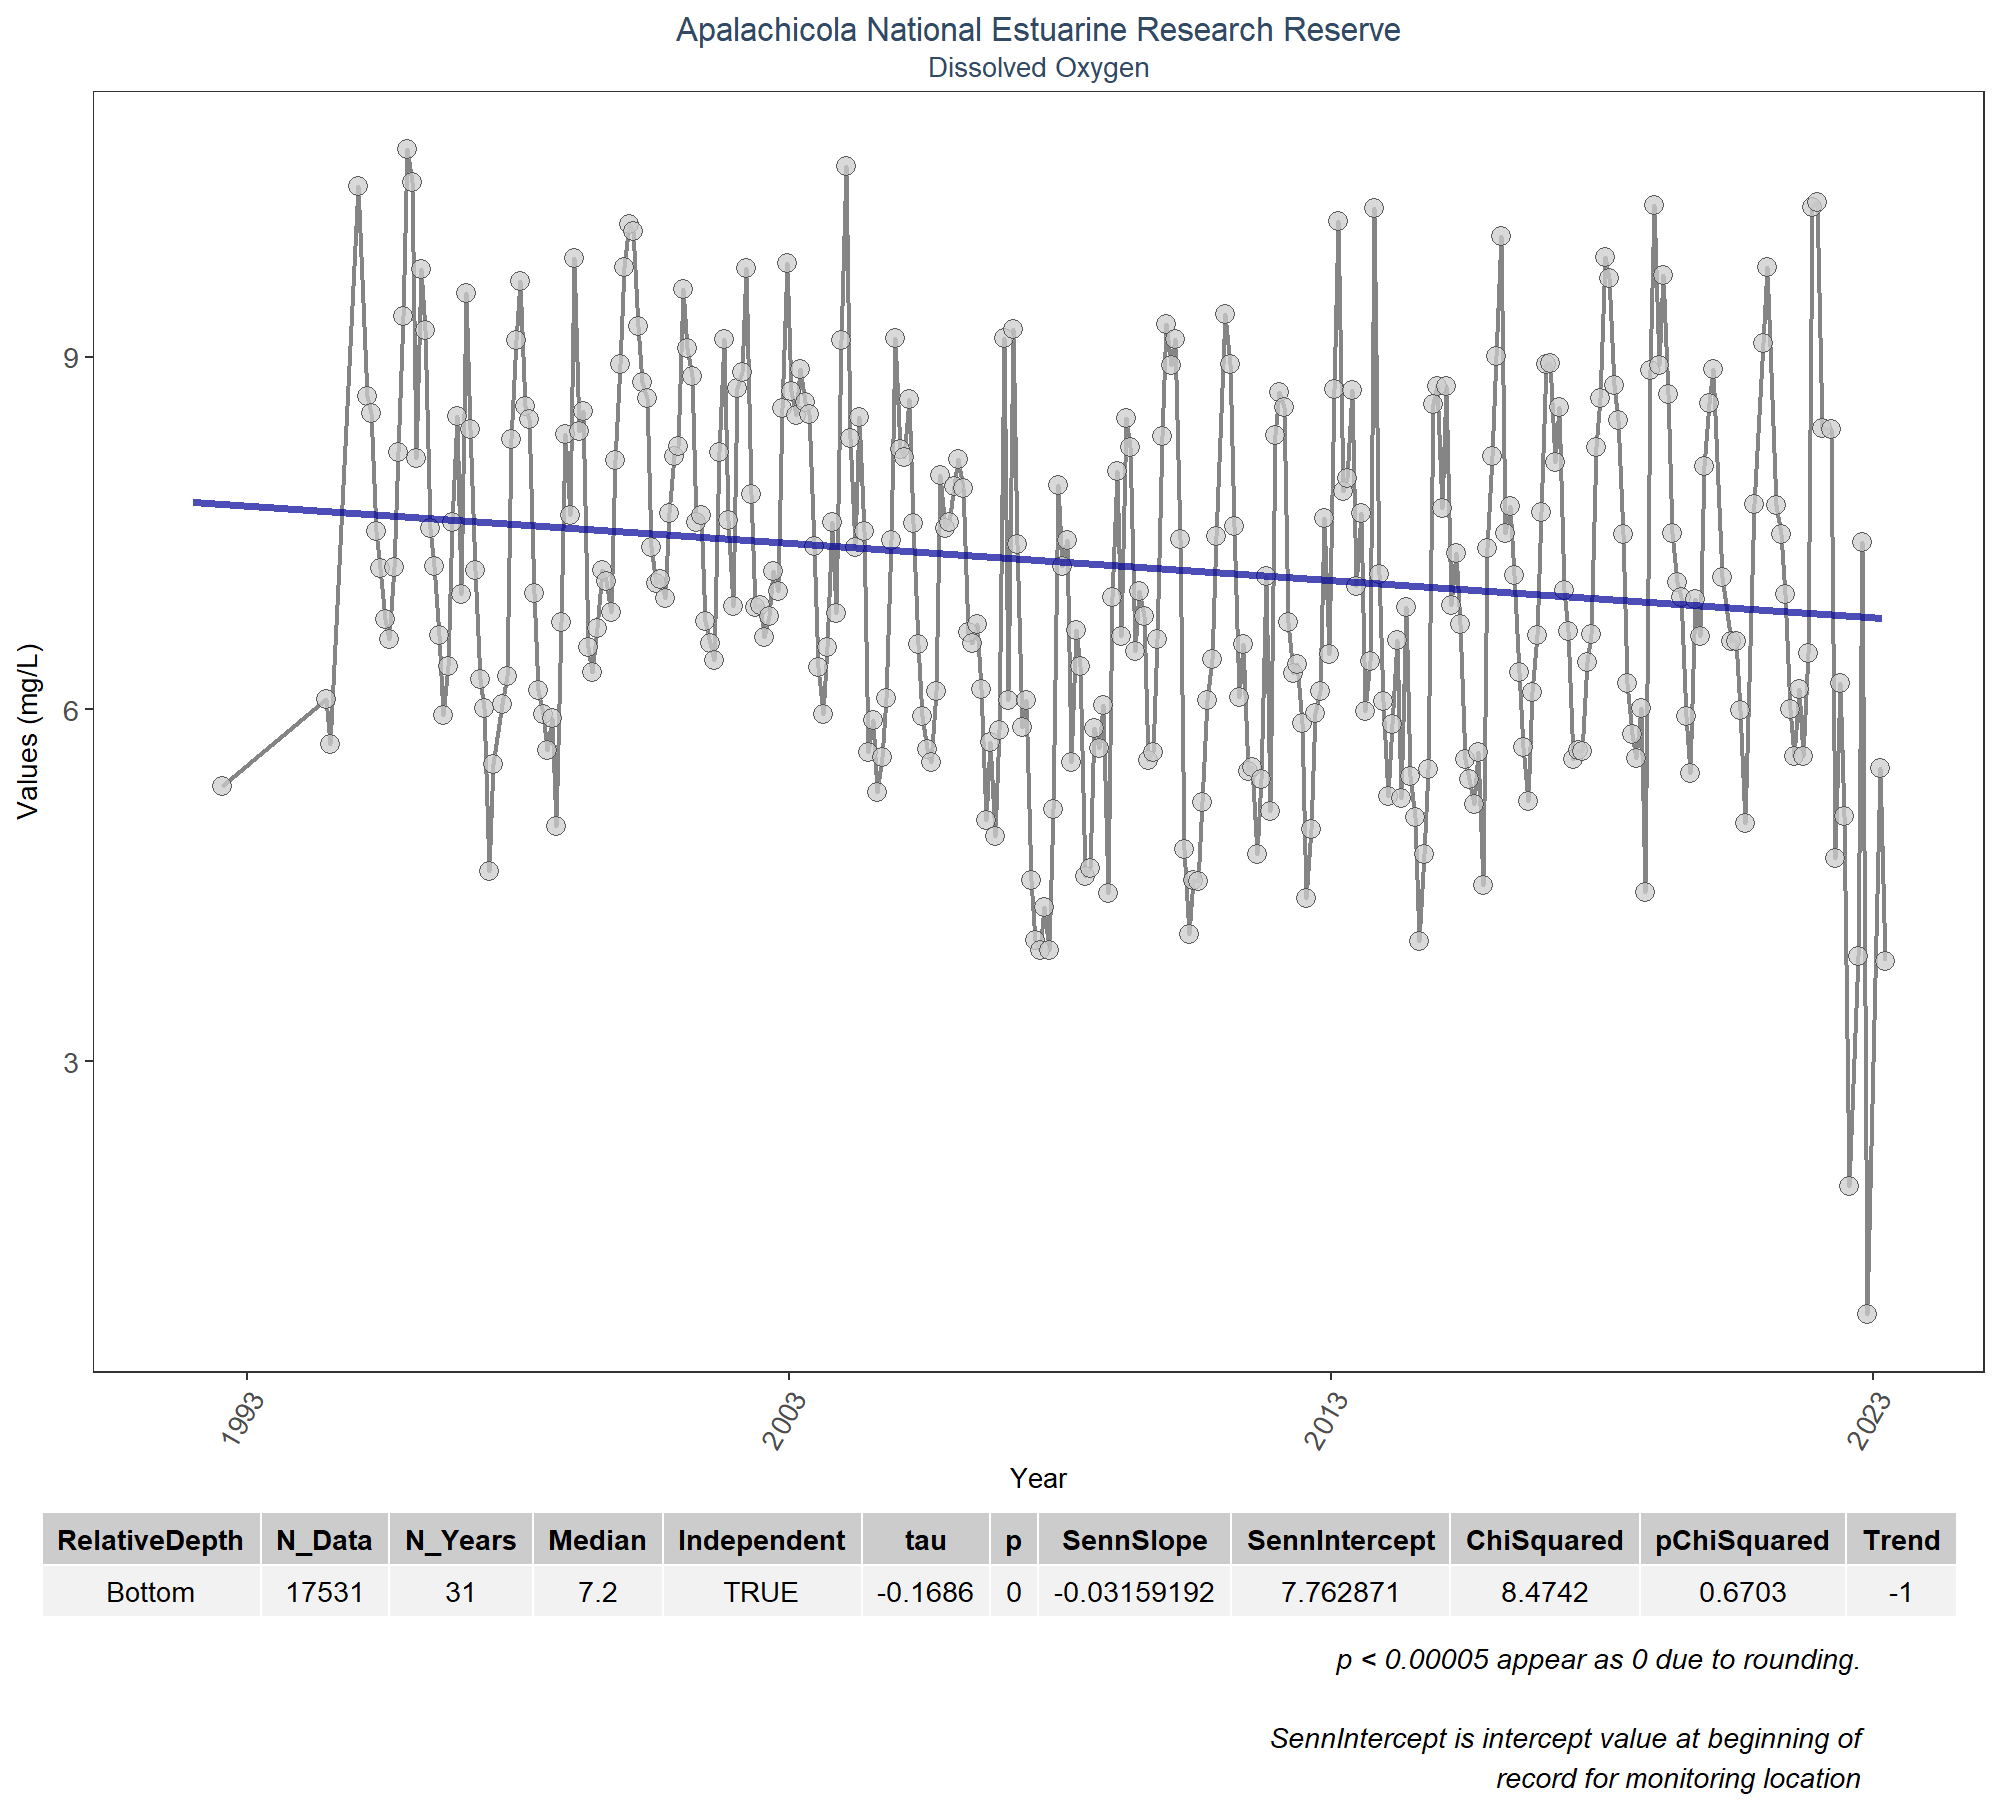 Apalachicola National Estuarine Research Reserve
Dissolved Oxygen
Values (mg/L)
9
6
3
1993 2003 2013 2023
Year
RelativeDepth N_Data N_Years Median Independent tau p SennSlope SennIntercept ChiSquared pChiSquared Trend
Bottom 17531 31 7.2 TRUE -0.1686 0 -0.03159192 7.762871 8.4742 0.6703 -1
p < 0.00005 appear as 0 due to rounding.
SennIntercept is intercept value at beginning of
record for monitoring location